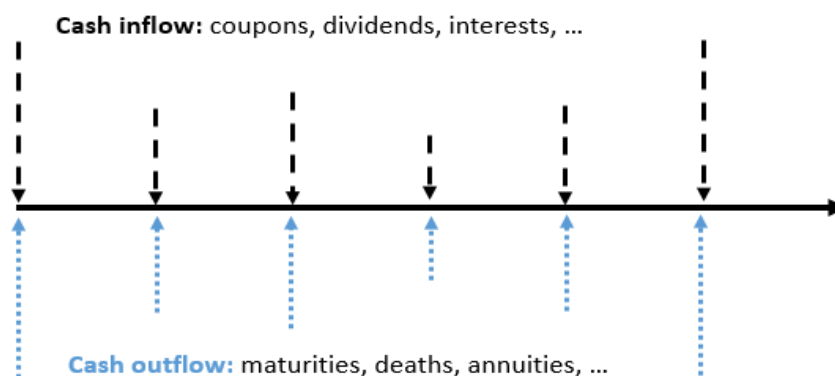 Cash inflow: coupons, dividends, interests, ...
Cash outflow: maturities, deaths, annuities, ...